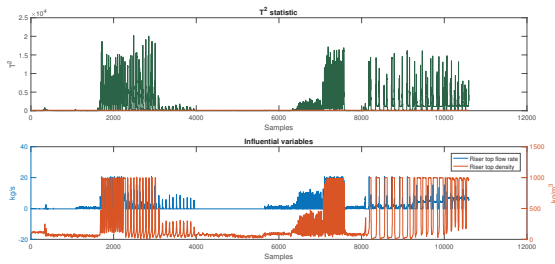 T² statistic
×10⁴
2.5
2
1.5
1
0.5
0
T²
0 2000 4000 6000 8000 10000 12000
Samples
Influential variables
40
20
0
-20
kg/s
Riser top flow rate
Riser top density
1500
1000
500
0
kg/m³
0 2000 4000 6000 8000 10000 12000
Samples